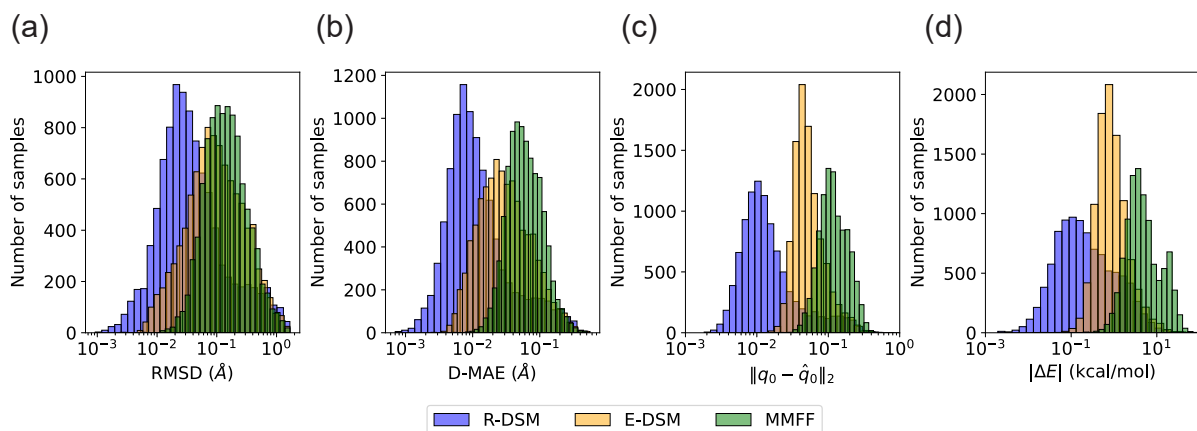 (a)
(b)
(c)
(d)
Number of samples
1000
800
600
400
200
0
10⁻³
10⁻²
10⁻¹
10⁰
RMSD (Å)
Number of samples
1200
1000
800
600
400
200
0
10⁻³
10⁻²
10⁻¹
D-MAE (Å)
Number of samples
2000
1500
1000
500
0
10⁻³
10⁻²
10⁻¹
10⁰
‖q₀ − q̂₀‖₂
Number of samples
2000
1500
1000
500
0
10⁻³
10⁻¹
10¹
|ΔE| (kcal/mol)
R-DSM
E-DSM
MMFF